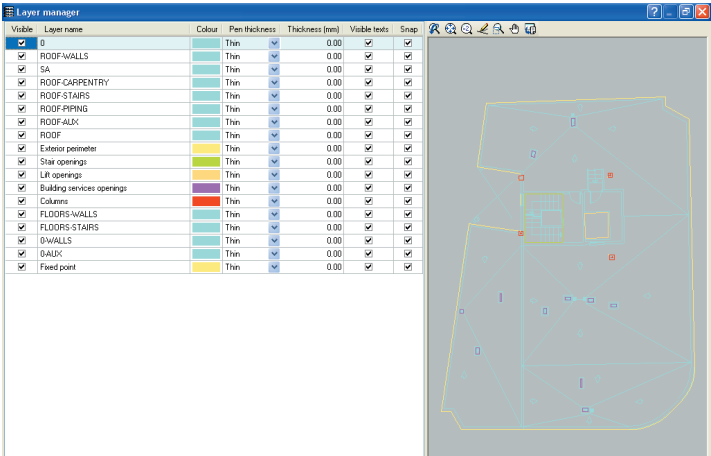 Layer manager
Visible Layer name Colour Pen thickness Thickness (mm) Visible texts Snap
0 Thin 0.00
ROOF-WALLS Thin 0.00
SA Thin 0.00
ROOF-CARPENTRY Thin 0.00
ROOF-STAIRS Thin 0.00
ROOF-PIPING Thin 0.00
ROOF-AUX Thin 0.00
ROOF Thin 0.00
Exterior perimeter Thin 0.00
Stair openings Thin 0.00
Lift openings Thin 0.00
Building services openings Thin 0.00
Columns Thin 0.00
FLOORS-WALLS Thin 0.00
FLOORS-STAIRS Thin 0.00
0-WALLS Thin 0.00
0-AUX Thin 0.00
Fixed point Thin 0.00